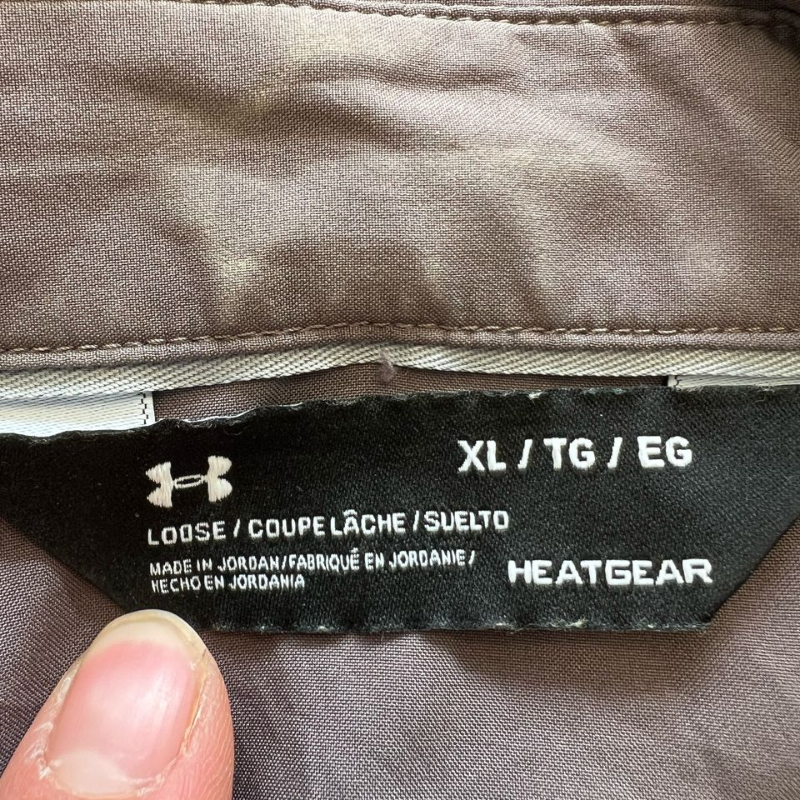 XL / TG / EG
LOOSE / COUPE LÂCHE / SUELTO
MADE IN JORDAN/FABRIQUÉ EN JORDANIE/
HECHO EN JORDANIA
HEATGEAR